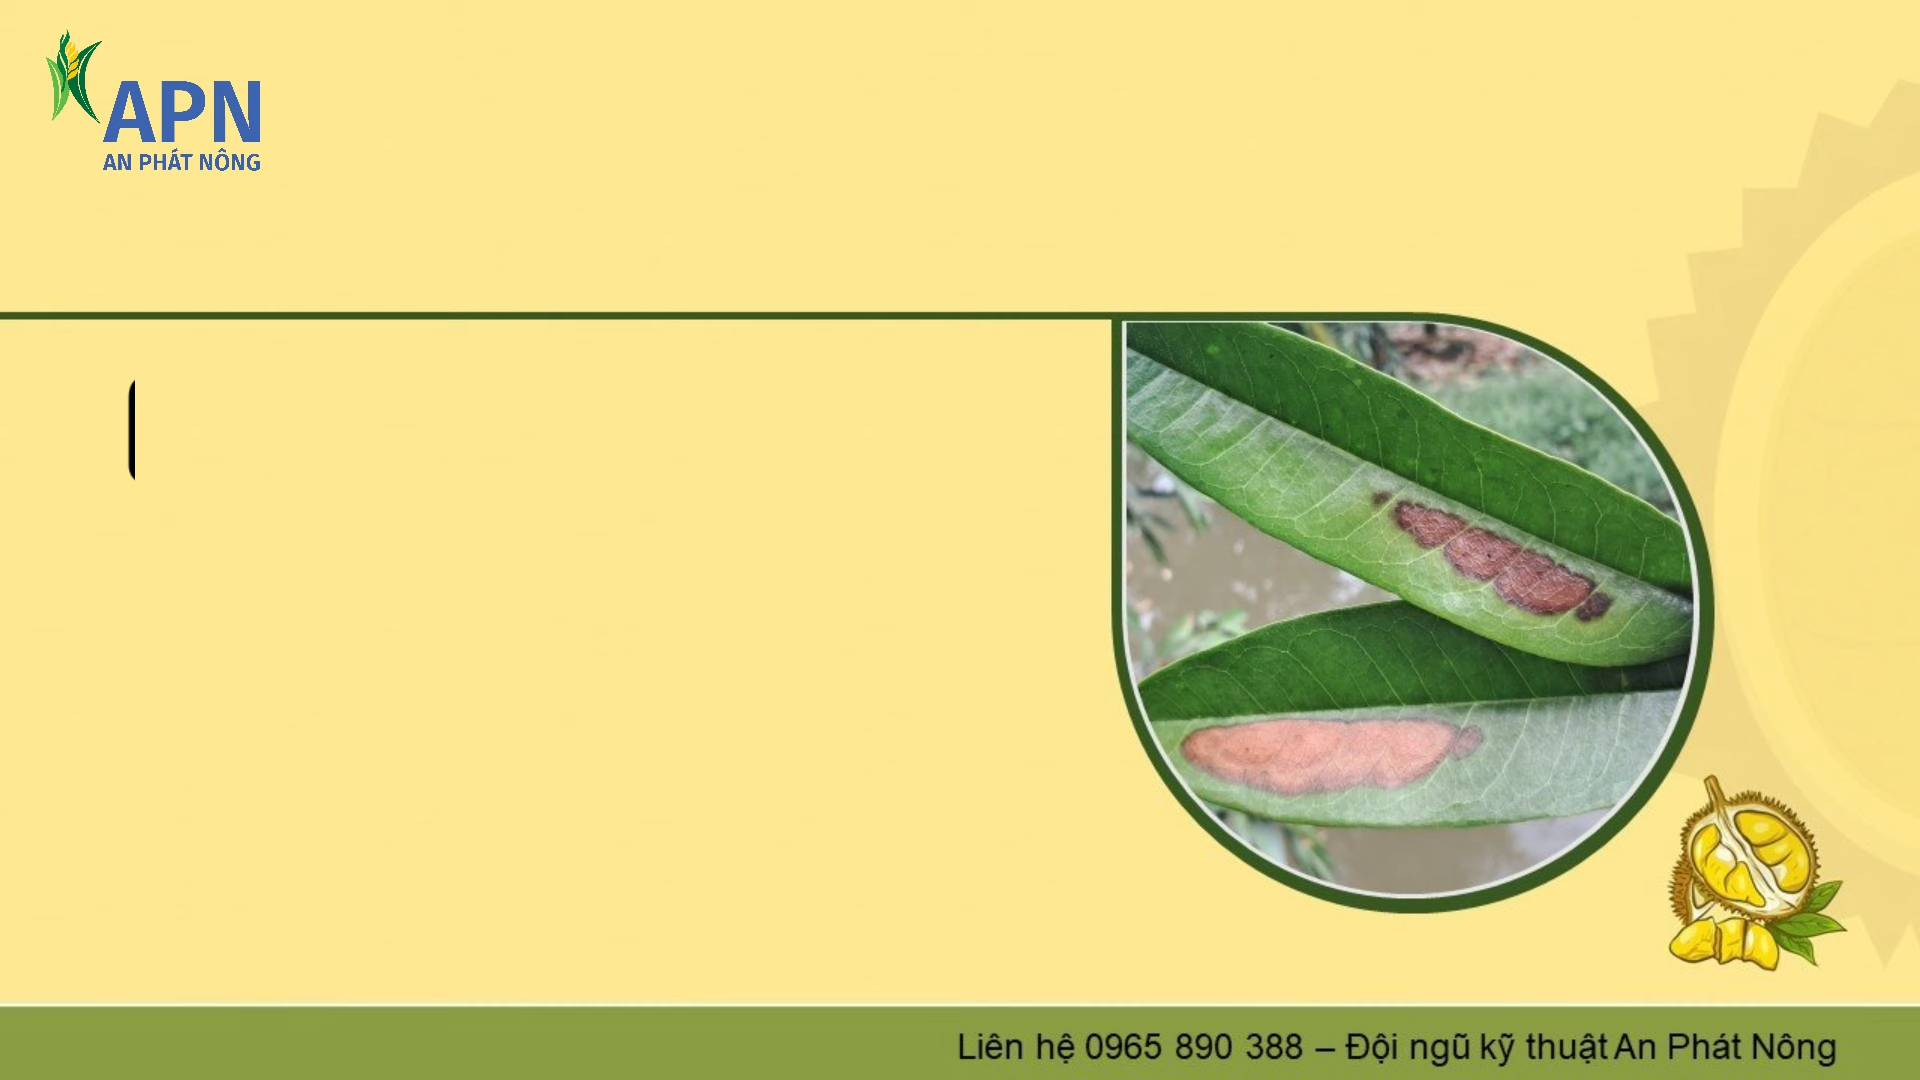 APN
AN PHÁT NÔNG
Liên hệ 0965 890 388 – Đội ngũ kỹ thuật An Phát Nông